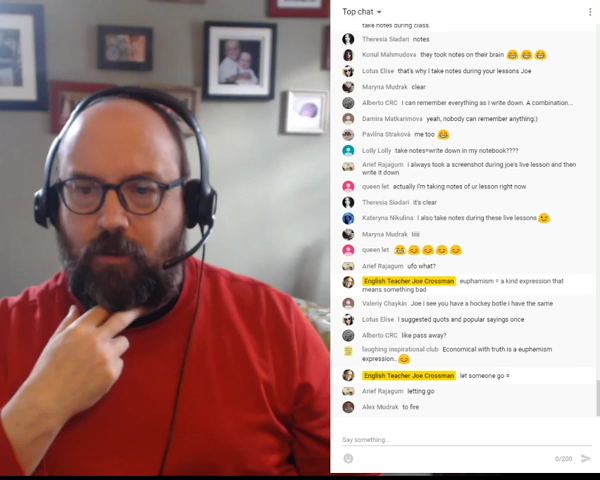 Top chat
take notes during class.
Theresia Siadari notes
Konul Mahmudova they took notes on their brain 😂😂😂
Lotus Elise that's why I take notes during your lessons Joe
Maryna Mudrak clear
Alberto CRC I can remember everything as I write down. A combination...
Damira Matkarimova yeah, nobody can remember anything:)
Pavlína Straková me too 😂
Lolly Lolly take notes=write down in my notebook????
Arief Rajagum i always took a screenshot during joe's live lesson and then
write it down
queen let actually i'm taking notes of ur lesson right now
Theresia Siadari it's clear
Kateryna Nikulina I also take notes during these live lessons 😉
Maryna Mudrak liiii
queen let 😂😊😊😊😊
Arief Rajagum ufo what?
English Teacher Joe Crossman euphamism = a kind expression that
means something bad
Valeriy Chaykin Joe i see you have a hockey botle i have the same
Lotus Elise I suggested quots and popular sayings once
Alberto CRC like pass away?
laughing inspirational club Economical with truth is a euphemism
expression..😊
English Teacher Joe Crossman let someone go =
Arief Rajagum letting go
Alex Mudrak to fire
Say something...
0/200